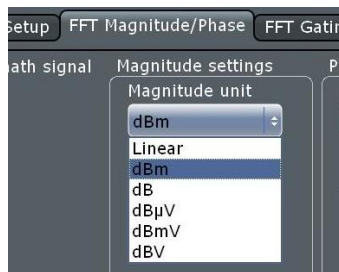 Setup FFT Magnitude/Phase FFT Gatin
ath signal Magnitude settings P
Magnitude unit
dBm
Linear
dBm
dB
dBµV
dBmV
dBV